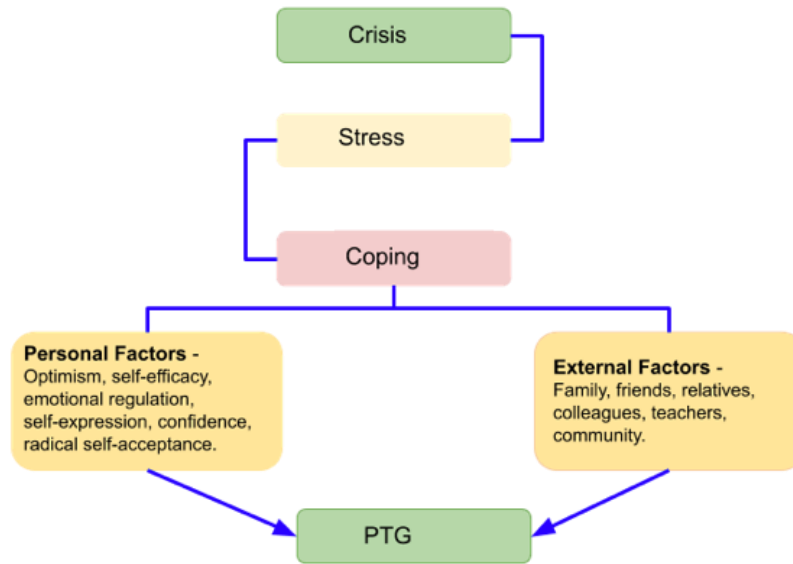 Crisis
Stress
Coping
Personal Factors -
Optimism, self-efficacy,
emotional regulation,
self-expression, confidence,
radical self-acceptance.
External Factors -
Family, friends, relatives,
colleagues, teachers,
community.
PTG